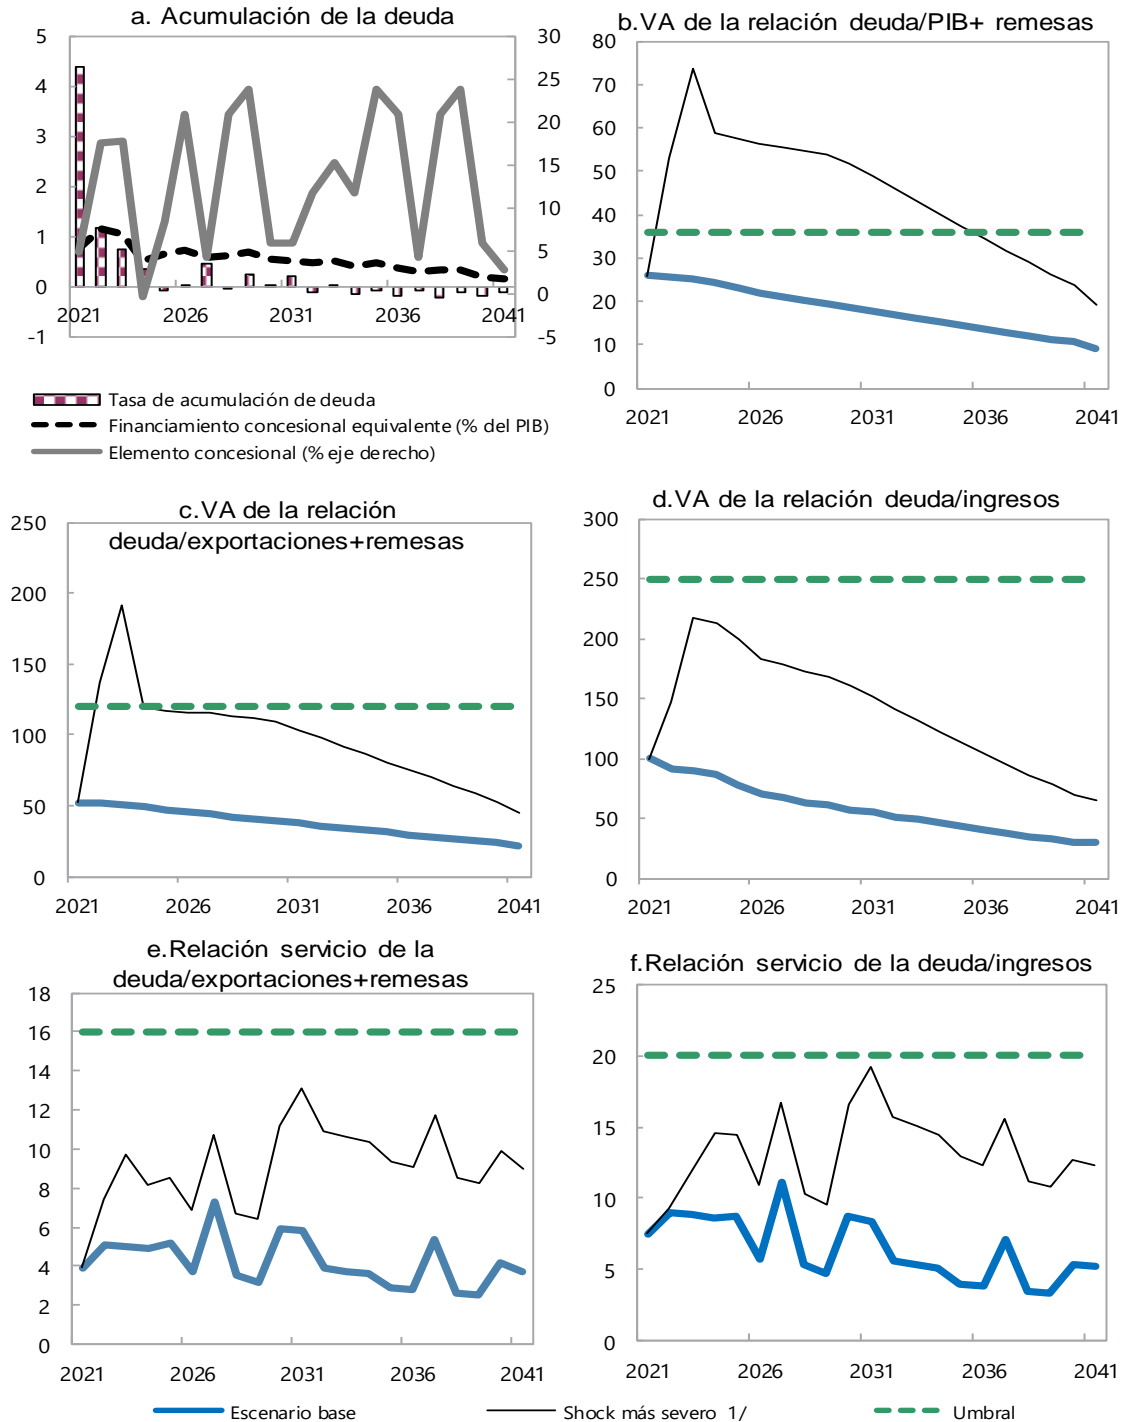 a. Acumulación de la deuda
5
4
3
2
1
0
-1
30
25
20
15
10
5
0
-5
2021 2026 2031 2036 2041
Tasa de acumulación de deuda
Financiamiento concesional equivalente (% del PIB)
Elemento concesional (% eje derecho)
b.VA de la relación deuda/PIB+ remesas
80
70
60
50
40
30
20
10
0
2021 2026 2031 2036 2041
c.VA de la relación
deuda/exportaciones+remesas
250
200
150
100
50
0
2021 2026 2031 2036 2041
d.VA de la relación deuda/ingresos
300
250
200
150
100
50
0
2021 2026 2031 2036 2041
e.Relación servicio de la
deuda/exportaciones+remesas
18
16
14
12
10
8
6
4
2
0
2021 2026 2031 2036 2041
f.Relación servicio de la deuda/ingresos
25
20
15
10
5
0
2021 2026 2031 2036 2041
Escenario base Shock más severo 1/ Umbral